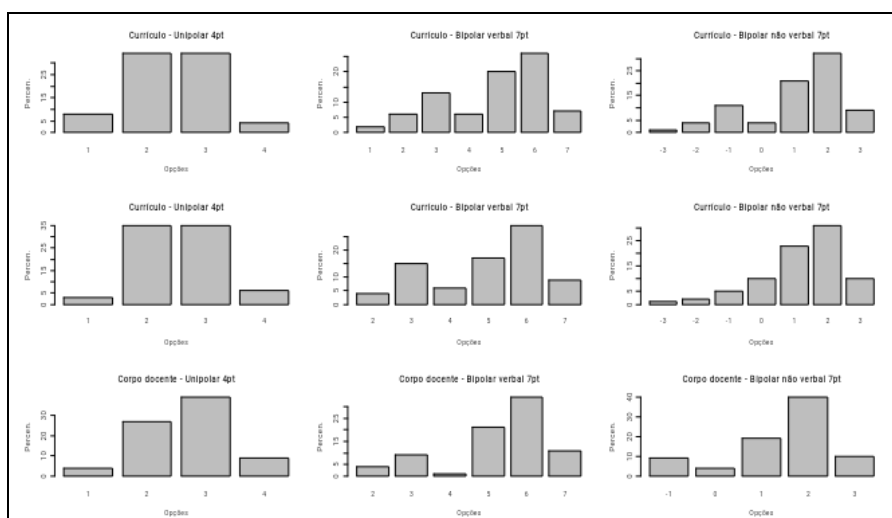 Currículo - Unipolar 4pt
Percen.
0 5 15 25
1 2 3 4
Opções
Currículo - Bipolar verbal 7pt
Percen.
0 5 10 20
1 2 3 4 5 6 7
Opções
Currículo - Bipolar não verbal 7pt
Percen.
0 5 15 25
-3 -2 -1 0 1 2 3
Opções
Currículo - Unipolar 4pt
Percen.
0 5 15 25 35
1 2 3 4
Opções
Currículo - Bipolar verbal 7pt
Percen.
0 5 10 20
2 3 4 5 6 7
Opções
Currículo - Bipolar não verbal 7pt
Percen.
0 5 15 25
-3 -2 -1 0 1 2 3
Opções
Corpo docente - Unipolar 4pt
Percen.
0 10 20 30
1 2 3 4
Opções
Corpo docente - Bipolar verbal 7pt
Percen.
0 5 15 25
2 3 4 5 6 7
Opções
Corpo docente - Bipolar não verbal 7pt
Percen.
0 10 20 30 40
-1 0 1 2 3
Opções